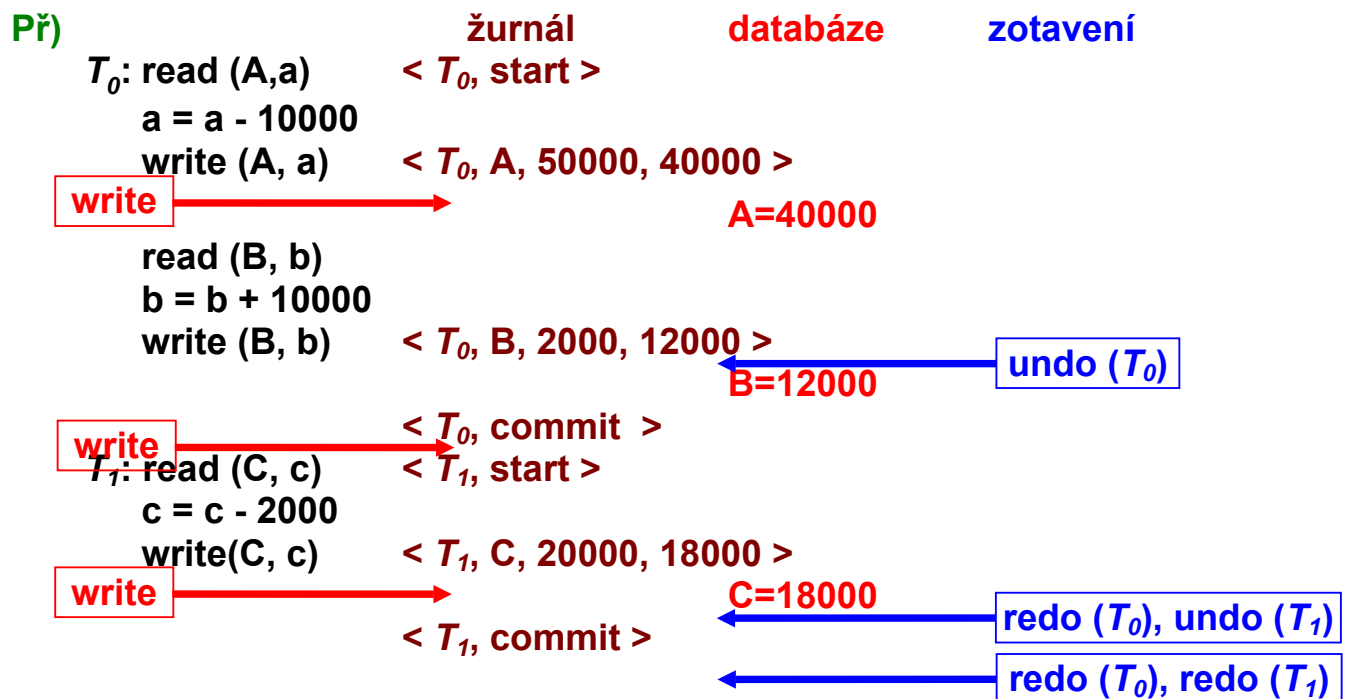 Př) žurnál databáze zotavení
T0: read (A,a) < T0, start >
a = a - 10000
write (A, a) < T0, A, 50000, 40000 >
write A=40000
read (B, b)
b = b + 10000
write (B, b) < T0, B, 2000, 12000 >
undo (T0)
B=12000
< T0, commit >
write
T1: read (C, c) < T1, start >
c = c - 2000
write(C, c) < T1, C, 20000, 18000 >
write C=18000
redo (T0), undo (T1)
< T1, commit >
redo (T0), redo (T1)